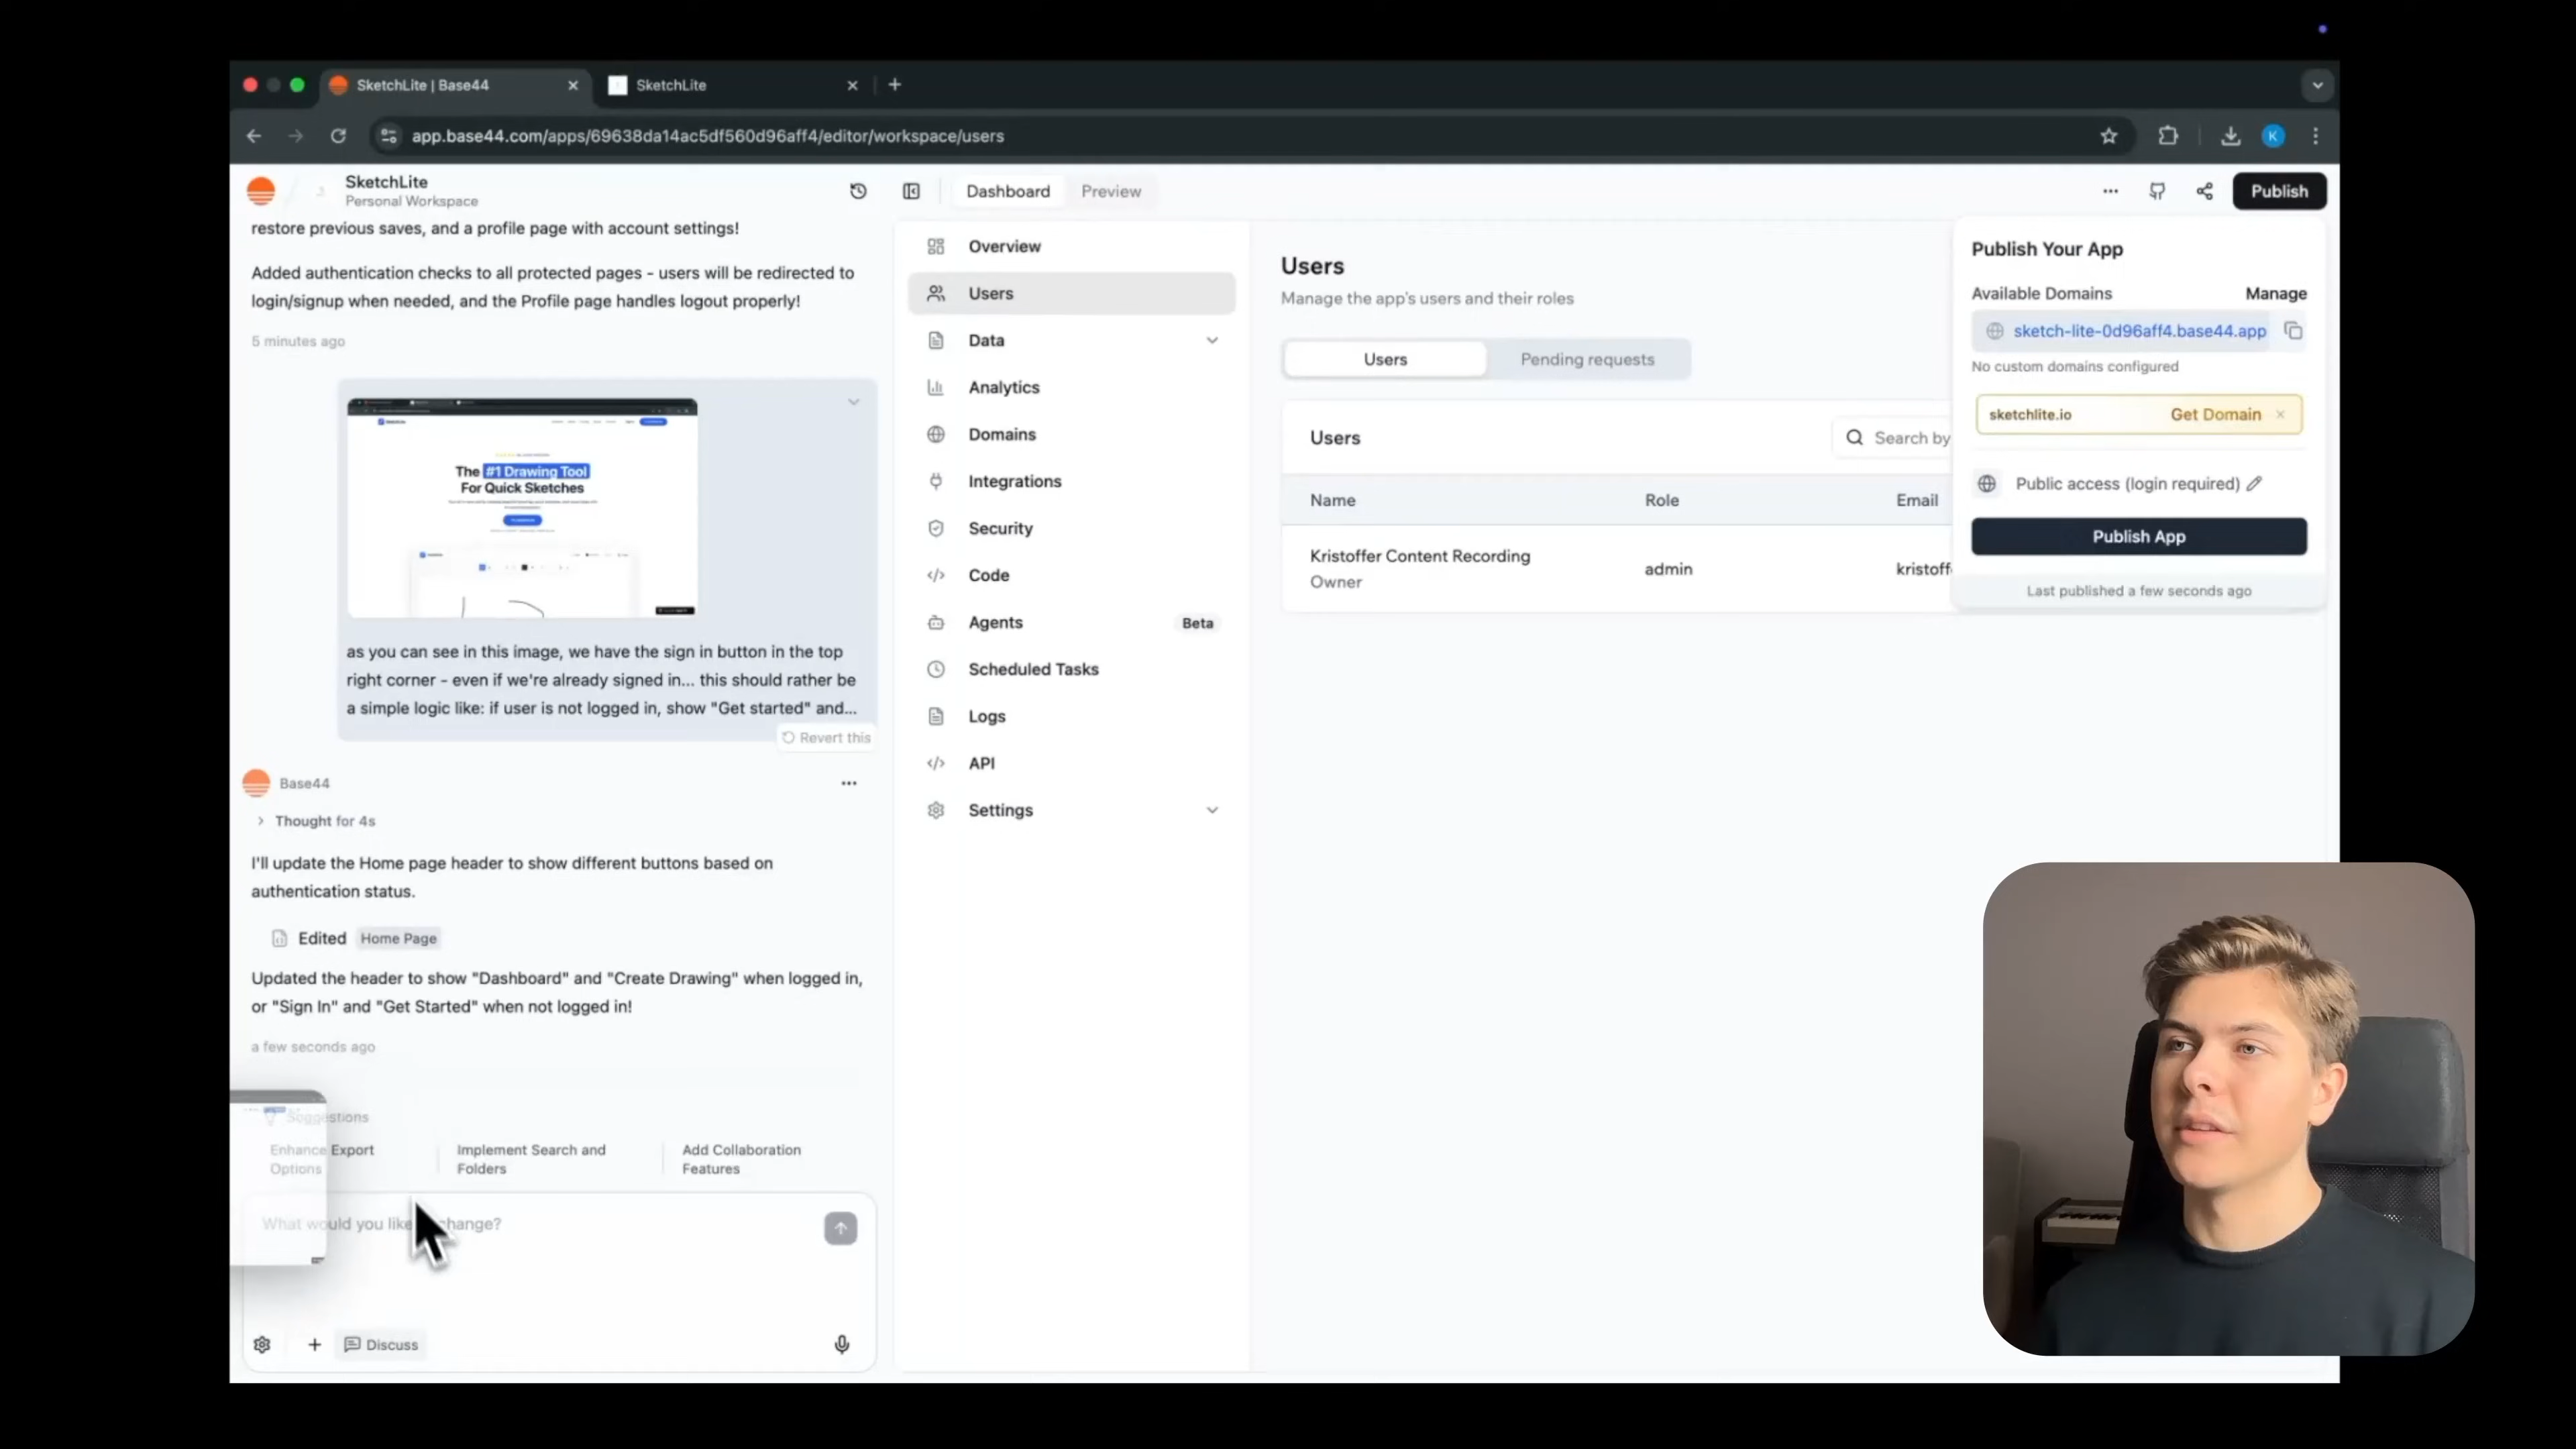 SketchLite | Base44
SketchLite
app.base44.com/apps/69638da14ac5df560d96aff4/editor/workspace/users
K
SketchLite
Personal Workspace
Dashboard
Preview
Publish
restore previous saves, and a profile page with account settings!
Added authentication checks to all protected pages - users will be redirected to
login/signup when needed, and the Profile page handles logout properly!
5 minutes ago
The #1 Drawing Tool
For Quick Sketches
as you can see in this image, we have the sign in button in the top
right corner - even if we're already signed in... this should rather be
a simple logic like: if user is not logged in, show "Get started" and...
Revert this
Base44
Thought for 4s
I'll update the Home page header to show different buttons based on
authentication status.
Edited Home Page
Updated the header to show "Dashboard" and "Create Drawing" when logged in,
or "Sign In" and "Get Started" when not logged in!
a few seconds ago
Suggestions
Enhance Export
Options
Implement Search and
Folders
Add Collaboration
Features
What would you like change?
Discuss
Overview
Users
Data
Analytics
Domains
Integrations
Security
Code
Agents
Beta
Scheduled Tasks
Logs
API
Settings
Users
Manage the app's users and their roles
Users
Pending requests
Users
Search by
Name
Role
Email
Kristoffer Content Recording
Owner
admin
kristoff
Publish Your App
Available Domains
Manage
sketch-lite-0d96aff4.base44.app
No custom domains configured
sketchlite.io
Get Domain
Public access (login required)
Publish App
Last published a few seconds ago